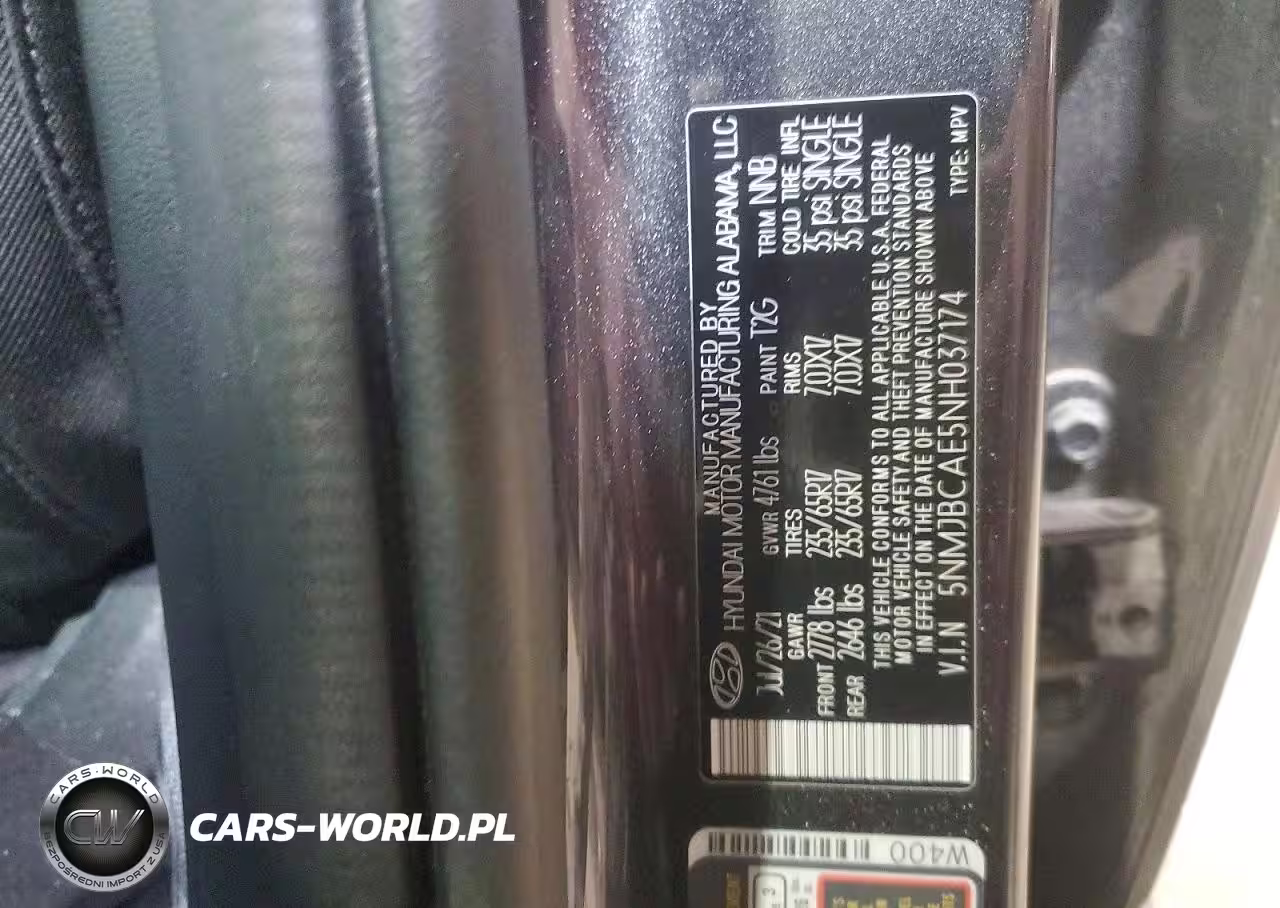 MANUFACTURED BY
HYUNDAI MOTOR MANUFACTURING ALABAMA, LLC
JUL/26/21 GVWR 4761 lbs PAINT T2G TRIM NNB
GAWR TIRES RIMS COLD TIRE INFL
FRONT 2778 lbs 235/65R17 7.0JX17 35 psi SINGLE
REAR 2646 lbs 235/65R17 7.0JX17 35 psi SINGLE
THIS VEHICLE CONFORMS TO ALL APPLICABLE U.S.A. FEDERAL
MOTOR VEHICLE SAFETY AND THEFT PREVENTION STANDARDS
IN EFFECT ON THE DATE OF MANUFACTURE SHOWN ABOVE
V.I.N 5NMJBCAE5NH037174 TYPE: MPV
W400
CARS-WORLD
CW
BEZPOŚREDNI IMPORT Z USA
CARS-WORLD.PL